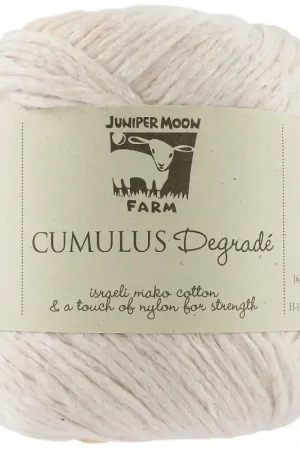 JUNIPER MOON
FARM
CUMULUS Degradé
israeli mako cotton
& a touch of nylon for strength